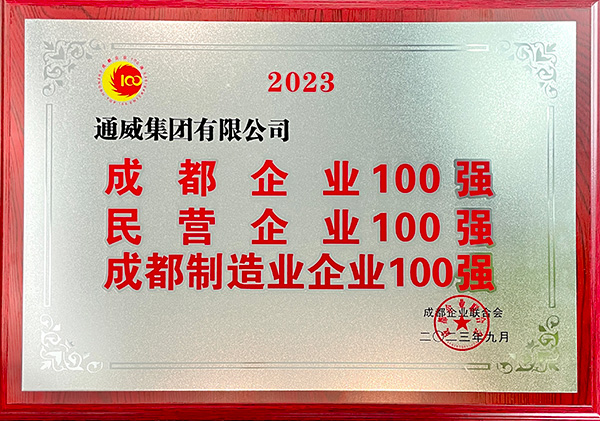 100
2023
通威集团有限公司
成都企业100强
民营企业100强
成都制造业企业100强
成都企业联合会
二〇二三年九月